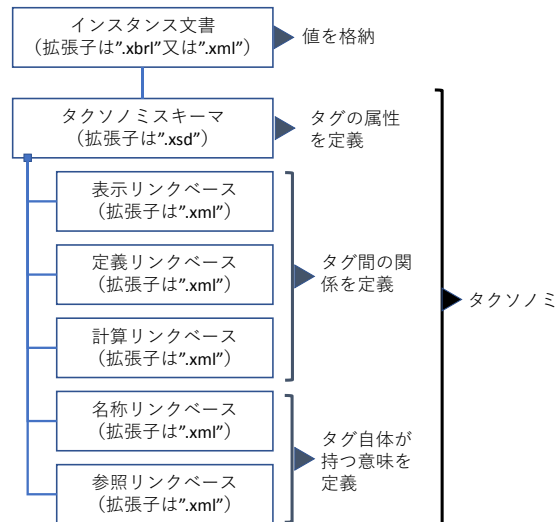 インスタンス文書
（拡張子は”.xbrl”又は”.xml”）
値を格納
タクソノミスキーマ
（拡張子は”.xsd”）
タグの属性
を定義
表示リンクベース
（拡張子は”.xml”）
定義リンクベース
（拡張子は”.xml”）
計算リンクベース
（拡張子は”.xml”）
タグ間の関
係を定義
名称リンクベース
（拡張子は”.xml”）
参照リンクベース
（拡張子は”.xml”）
タグ自体が
持つ意味を
定義
タクソノミ